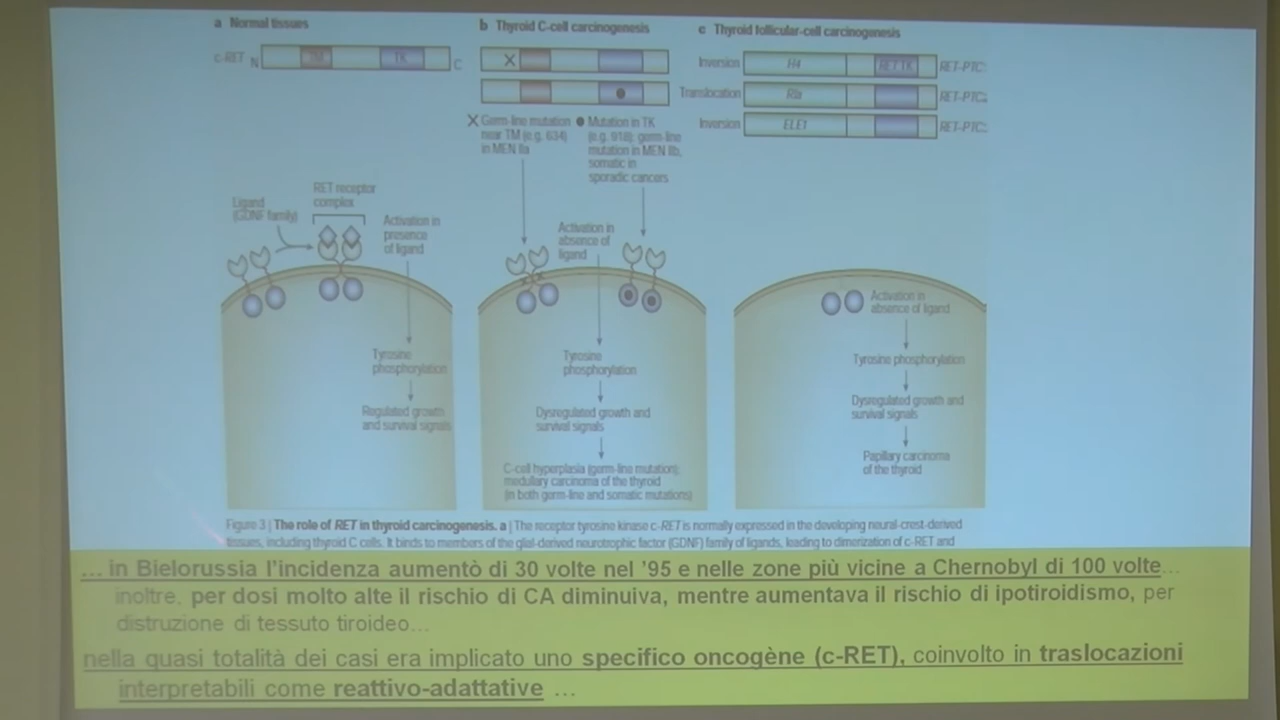 a Normal tissues
c-RET N TM TK C
Ligand
(GDNF family)
RET receptor
complex
Activation in
presence
of ligand
Tyrosine
phosphorylation
Regulated growth
and survival signals
b Thyroid C-cell carcinogenesis
X
X Germ-line mutation
near TM (e.g. 634)
in MEN IIa
● Mutation in TK
(e.g. 918); germ-line
mutation in MEN IIb,
somatic in
sporadic cancers
Activation in
absence of
ligand
Tyrosine
phosphorylation
Dysregulated growth and
survival signals
C-cell hyperplasia (germ-line mutation);
medullary carcinoma of the thyroid
(in both germ-line and somatic mutations)
c Thyroid follicular-cell carcinogenesis
Inversion H4 RET TK RET-PTC
Translocation RIa RET-PTC
Inversion ELE1 RET-PTC
Activation in
absence of ligand
Tyrosine phosphorylation
Dysregulated growth and
survival signals
Papillary carcinoma
of the thyroid
Figure 3 | The role of RET in thyroid carcinogenesis. a | The receptor tyrosine kinase c-RET is normally expressed in the developing neural-crest-derived
tissues, including thyroid C cells. It binds to members of the glial-derived neurotrophic factor (GDNF) family of ligands, leading to dimerization of c-RET and
... in Bielorussia l'incidenza aumentò di 30 volte nel '95 e nelle zone più vicine a Chernobyl di 100 volte...
inoltre, per dosi molto alte il rischio di CA diminuiva, mentre aumentava il rischio di ipotiroidismo, per
distruzione di tessuto tiroideo...
nella quasi totalità dei casi era implicato uno specifico oncogène (c-RET), coinvolto in traslocazioni
interpretabili come reattivo-adattative ...